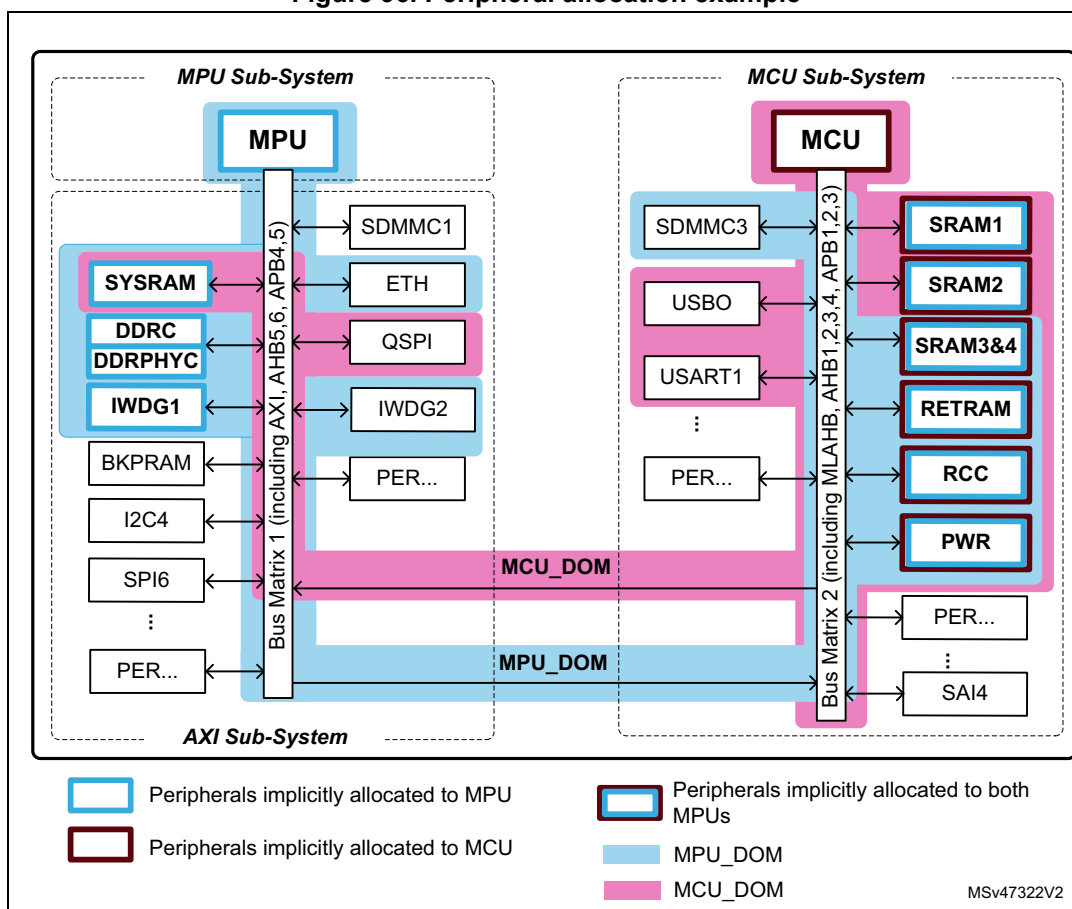 MPU Sub-System
MCU Sub-System
MPU
MCU
SDMMC1
SYSRAM
ETH
DDRC
DDRPHYC
QSPI
IWDG1
IWDG2
BKPRAM
PER...
I2C4
SPI6
⋮
PER...
Bus Matrix 1 (including AXI, AHB5,6, APB4,5)
AXI Sub-System
MCU_DOM
MPU_DOM
SDMMC3
SRAM1
USBO
SRAM2
USART1
SRAM3&4
⋮
RETRAM
PER...
RCC
PWR
Bus Matrix 2 (including MLAHB, AHB1,2,3,4, APB1,2,3)
PER...
⋮
SAI4
Peripherals implicitly allocated to MPU
Peripherals implicitly allocated to MCU
Peripherals implicitly allocated to both
MPUs
MPU_DOM
MCU_DOM
MSv47322V2